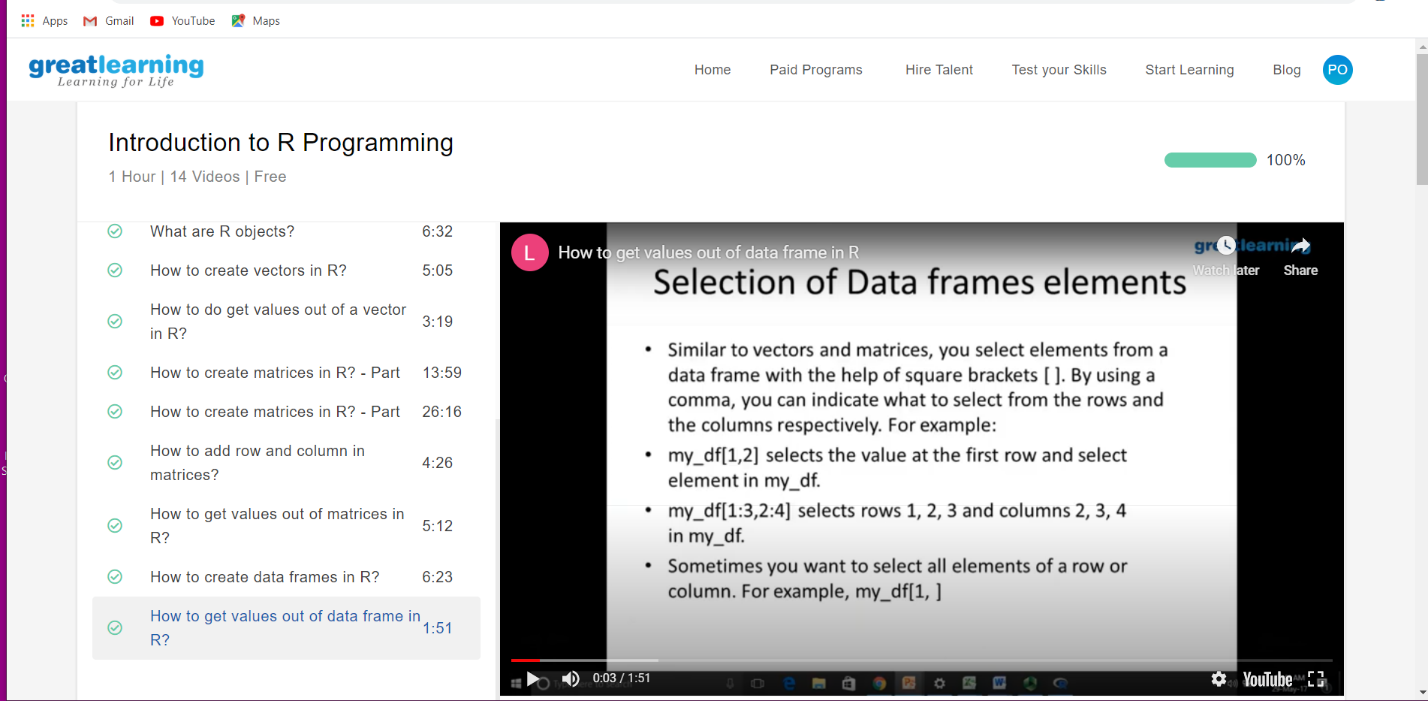 Apps Gmail YouTube Maps
greatlearning
Learning for Life
Home Paid Programs Hire Talent Test your Skills Start Learning Blog PO
Introduction to R Programming
1 Hour | 14 Videos | Free
100%
What are R objects? 6:32
How to create vectors in R? 5:05
How to do get values out of a vector
in R?
3:19
How to create matrices in R? - Part 13:59
How to create matrices in R? - Part 26:16
How to add row and column in
matrices?
4:26
How to get values out of matrices in
R?
5:12
How to create data frames in R? 6:23
How to get values out of data frame in
R?
1:51
L How to get values out of data frame in R
Watch later Share
Selection of Data frames elements
• Similar to vectors and matrices, you select elements from a
data frame with the help of square brackets [ ]. By using a
comma, you can indicate what to select from the rows and
the columns respectively. For example:
• my_df[1,2] selects the value at the first row and select
element in my_df.
• my_df[1:3,2:4] selects rows 1, 2, 3 and columns 2, 3, 4
in my_df.
• Sometimes you want to select all elements of a row or
column. For example, my_df[1, ]
0:03 / 1:51
YouTube